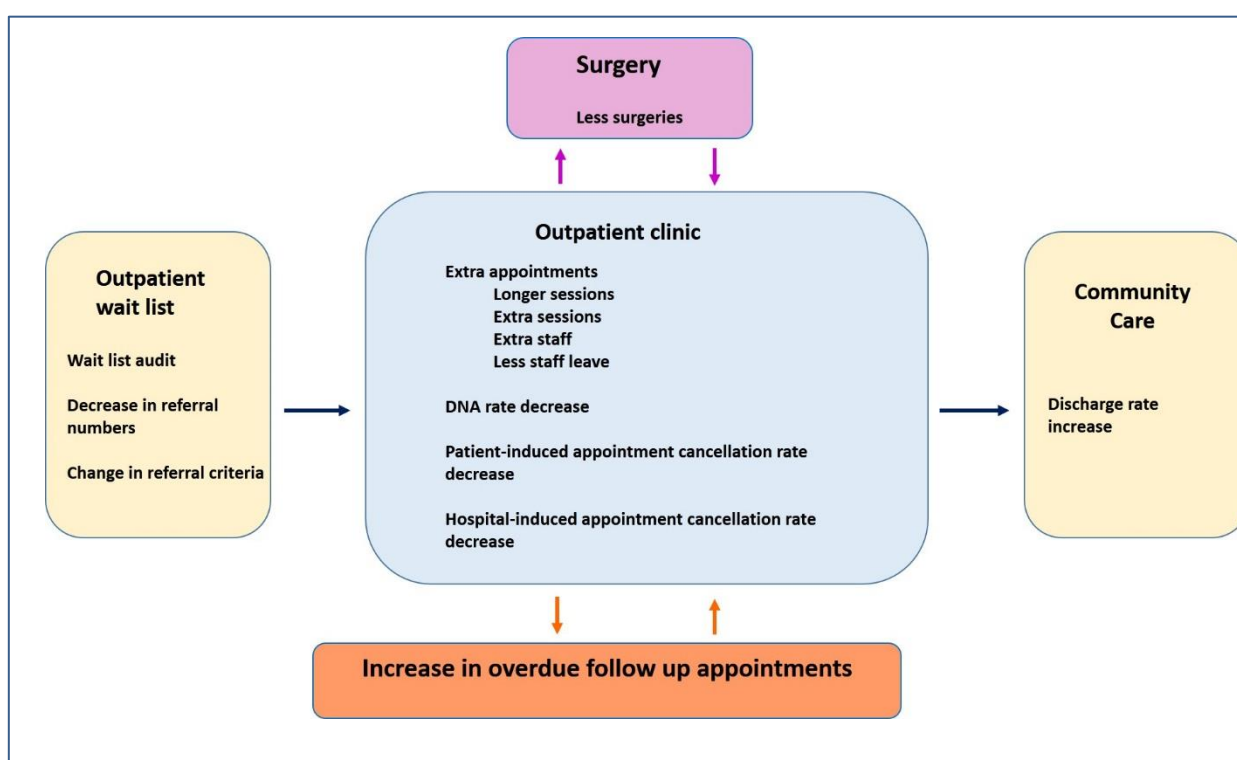 Surgery
Less surgeries
Outpatient
wait list
Wait list audit
Decrease in referral
numbers
Change in referral criteria
Outpatient clinic
Extra appointments
Longer sessions
Extra sessions
Extra staff
Less staff leave
DNA rate decrease
Patient-induced appointment cancellation rate
decrease
Hospital-induced appointment cancellation rate
decrease
Community
Care
Discharge rate
increase
Increase in overdue follow up appointments